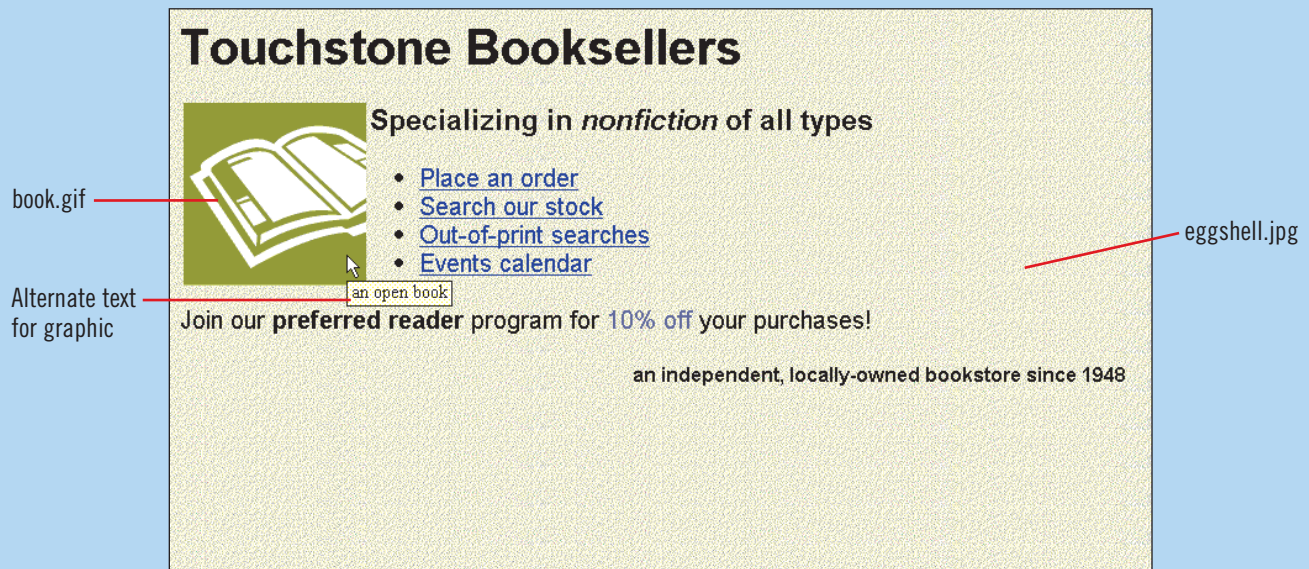 Touchstone Booksellers
Specializing in nonfiction of all types
• Place an order
• Search our stock
• Out-of-print searches
• Events calendar
an open book
Join our preferred reader program for 10% off your purchases!
an independent, locally-owned bookstore since 1948
book.gif
Alternate text
for graphic
eggshell.jpg